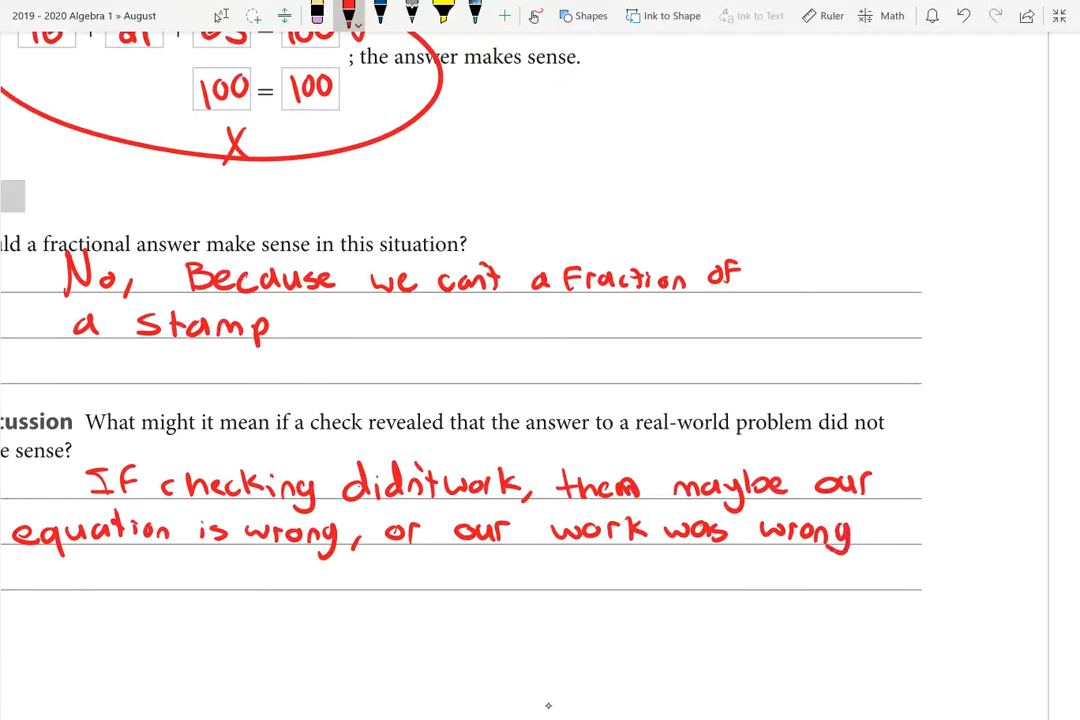 2019 - 2020 Algebra 1 » August
Shapes
Ink to Shape
Ink to Text
Ruler
Math
100
; the answer makes sense.
100 = 100
X
ld a fractional answer make sense in this situation?
No, Because we can't a Fraction of
a stamp
cussion What might it mean if a check revealed that the answer to a real-world problem did not
e sense?
If checking didn't work, then maybe our
equation is wrong, or our work was wrong